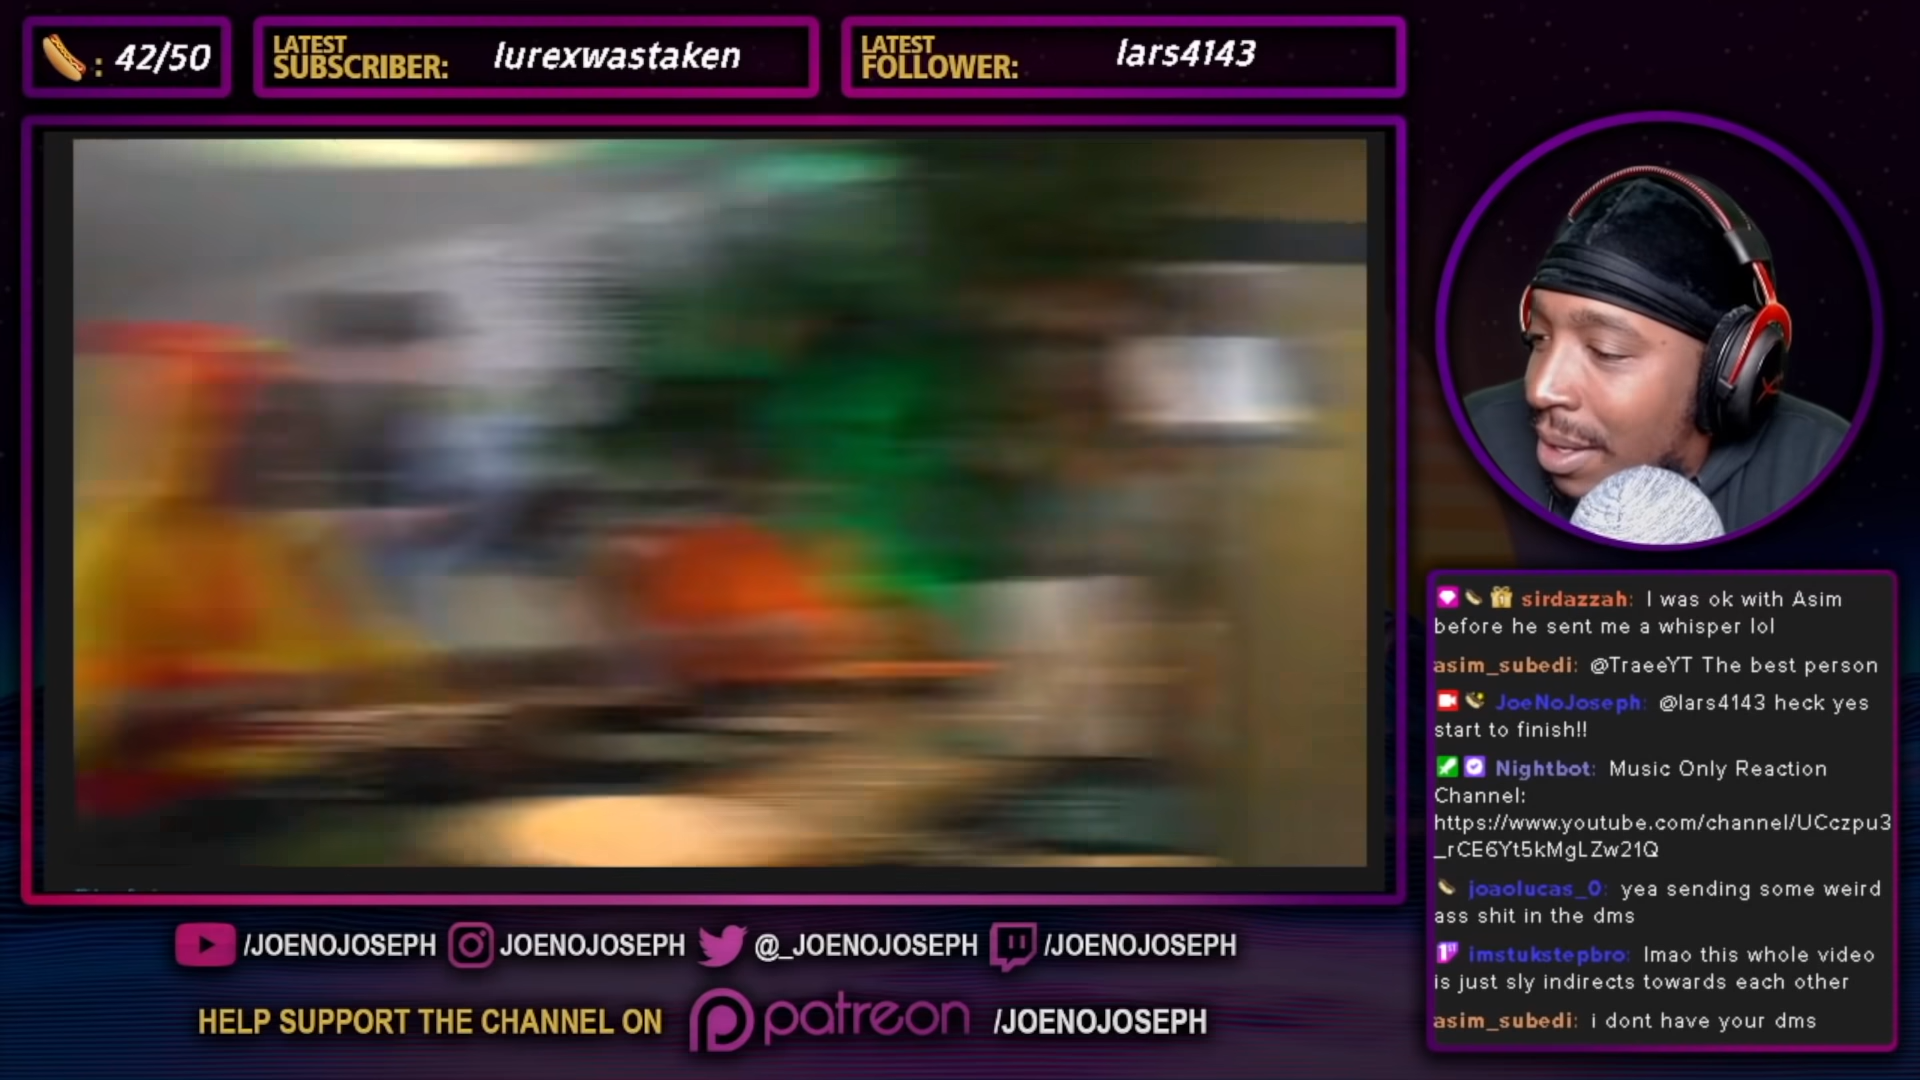 : 42/50
LATEST
SUBSCRIBER:
lurexwastaken
LATEST
FOLLOWER:
lars4143
sirdazzah: I was ok with Asim
before he sent me a whisper lol
asim_subedi: @TraeeYT The best person
JoeNoJoseph: @lars4143 heck yes
start to finish!!
Nightbot: Music Only Reaction
Channel:
https://www.youtube.com/channel/UCczpu3
_rCE6Yt5kMgLZw21Q
joaolucas_0: yea sending some weird
ass shit in the dms
imstukstepbro: lmao this whole video
is just sly indirects towards each other
asim_subedi: i dont have your dms
/JOENOJOSEPH JOENOJOSEPH @_JOENOJOSEPH /JOENOJOSEPH
HELP SUPPORT THE CHANNEL ON patreon /JOENOJOSEPH